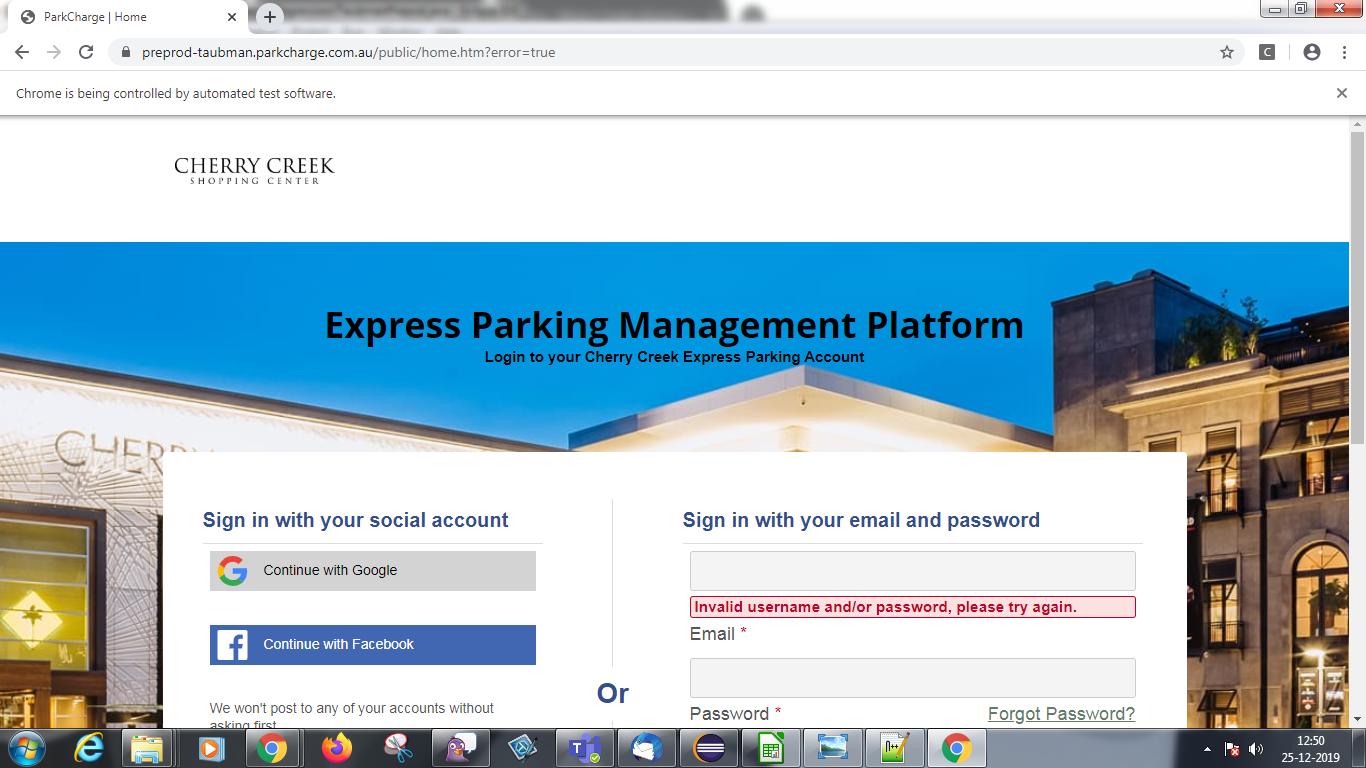 ParkCharge | Home
preprod-taubman.parkcharge.com.au/public/home.htm?error=true
C
Chrome is being controlled by automated test software.
CHERRY CREEK
SHOPPING CENTER
Express Parking Management Platform
Login to your Cherry Creek Express Parking Account
CHERRY
Sign in with your social account
Sign in with your email and password
Continue with Google
Invalid username and/or password, please try again.
Email *
Continue with Facebook
Or
We won't post to any of your accounts without
asking first
Password *
Forgot Password?
12:50
25-12-2019